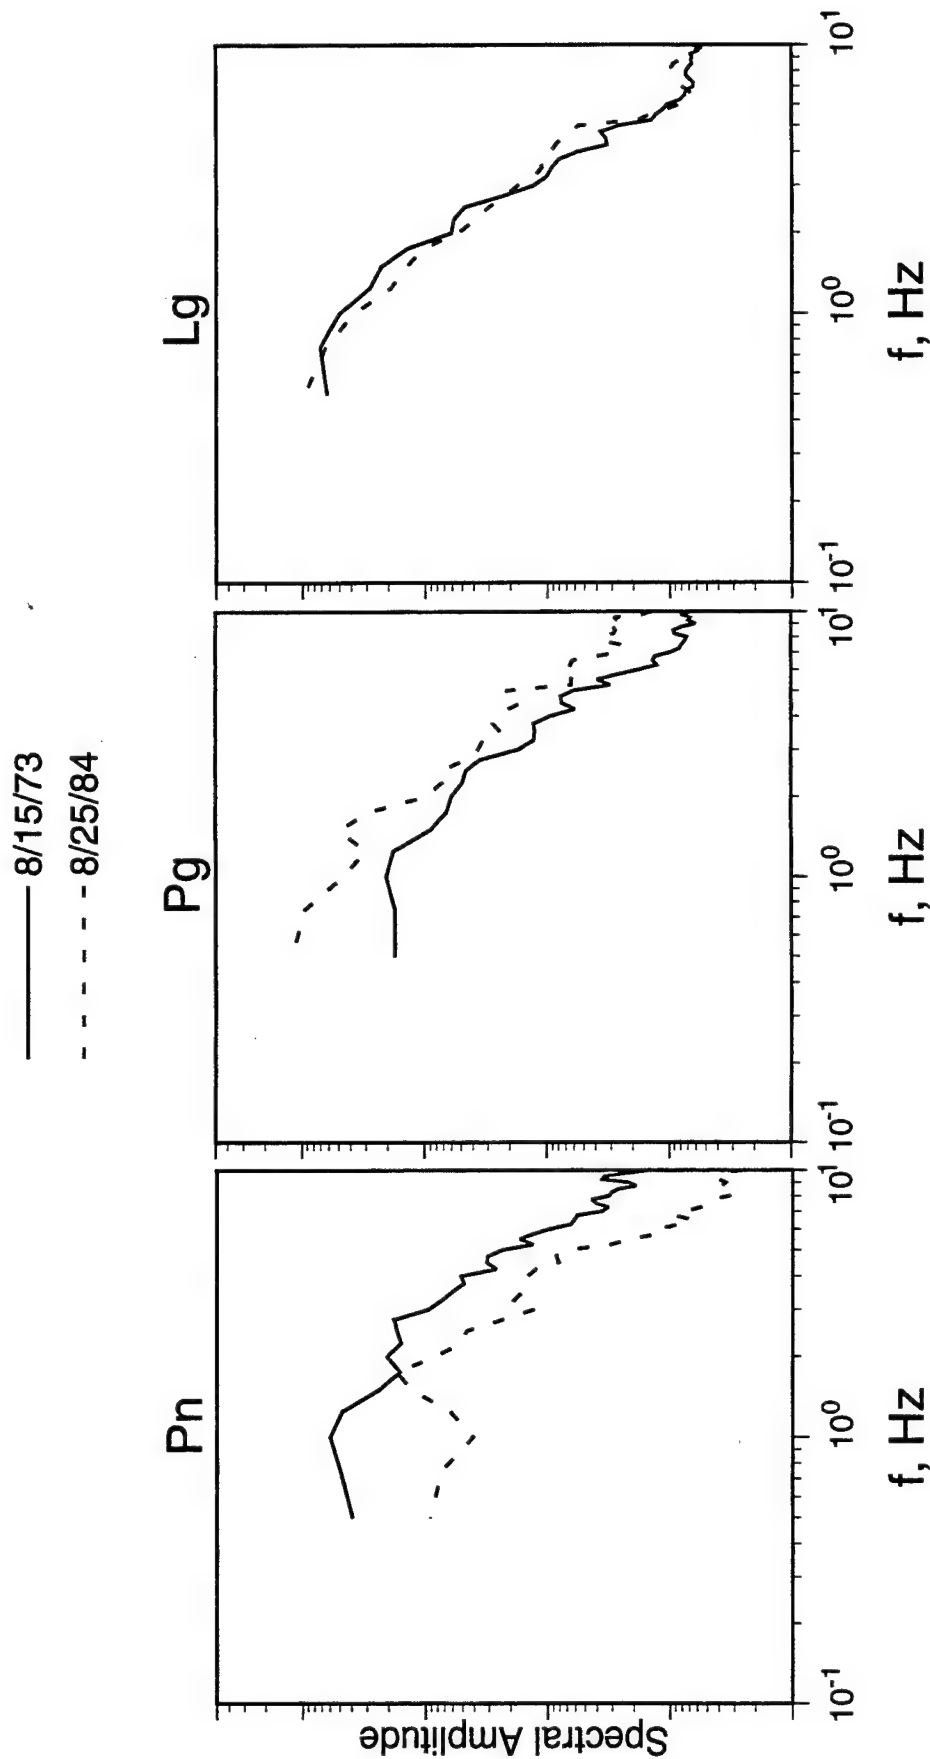 8/15/73
8/25/84
Pn
Pg
Lg
Spectral Amplitude
10-1
100
101
10-1
100
101
10-1
100
101
f, Hz
f, Hz
f, Hz